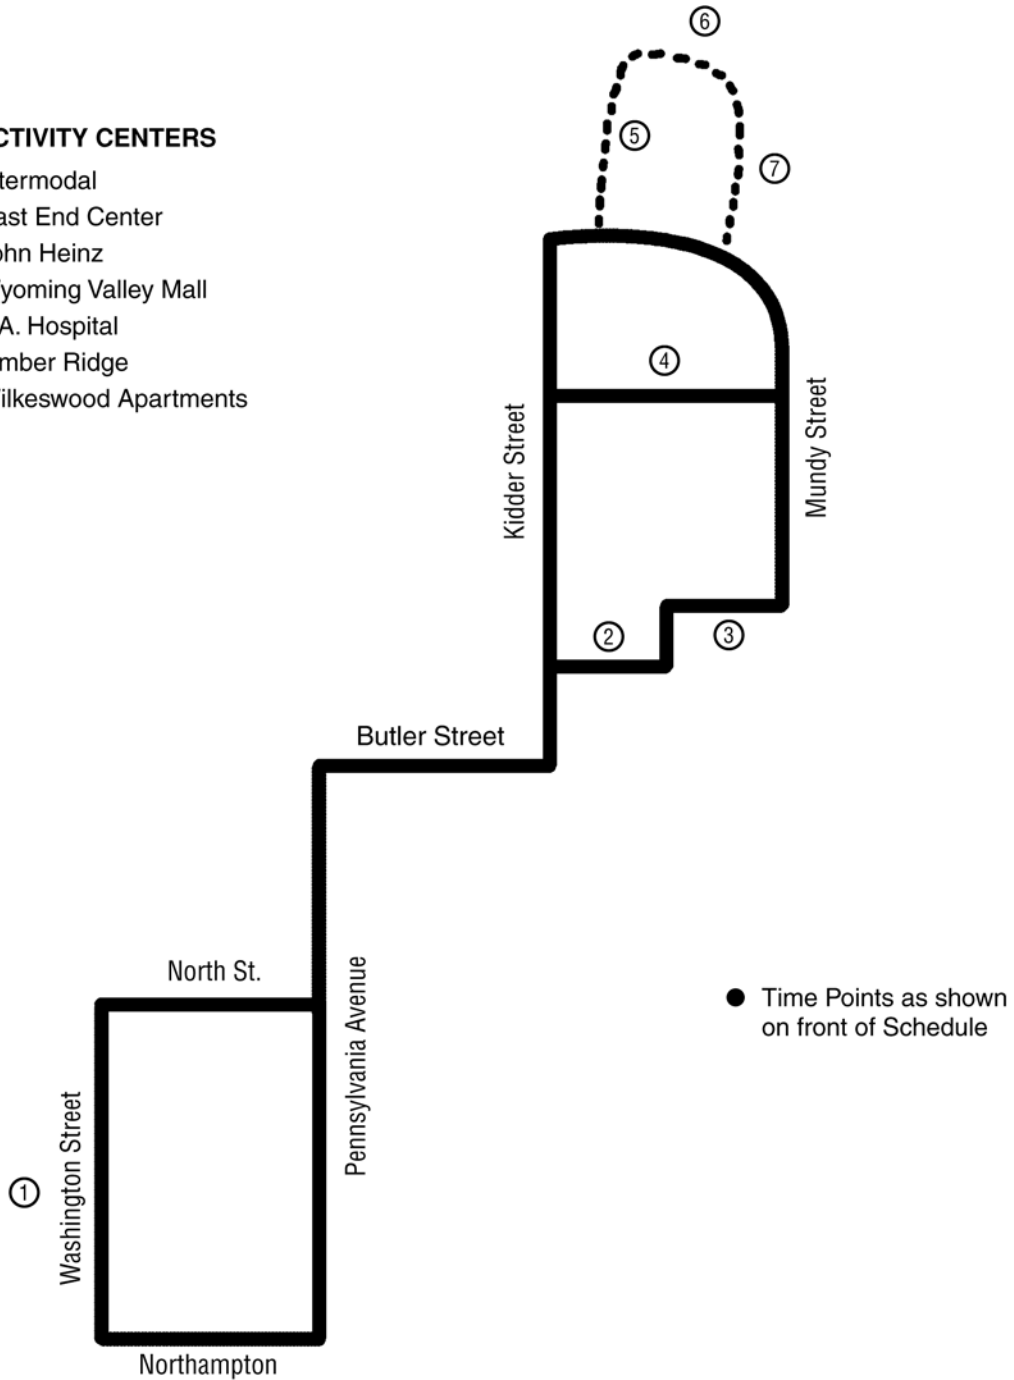 CTIVITY CENTERS
termodal
ast End Center
ohn Heinz
yoming Valley Mall
A. Hospital
mber Ridge
ilkeswood Apartments
6
5
7
4
Kidder Street
Mundy Street
2
3
Butler Street
North St.
Pennsylvania Avenue
Washington Street
1
Northampton
Time Points as shown
on front of Schedule